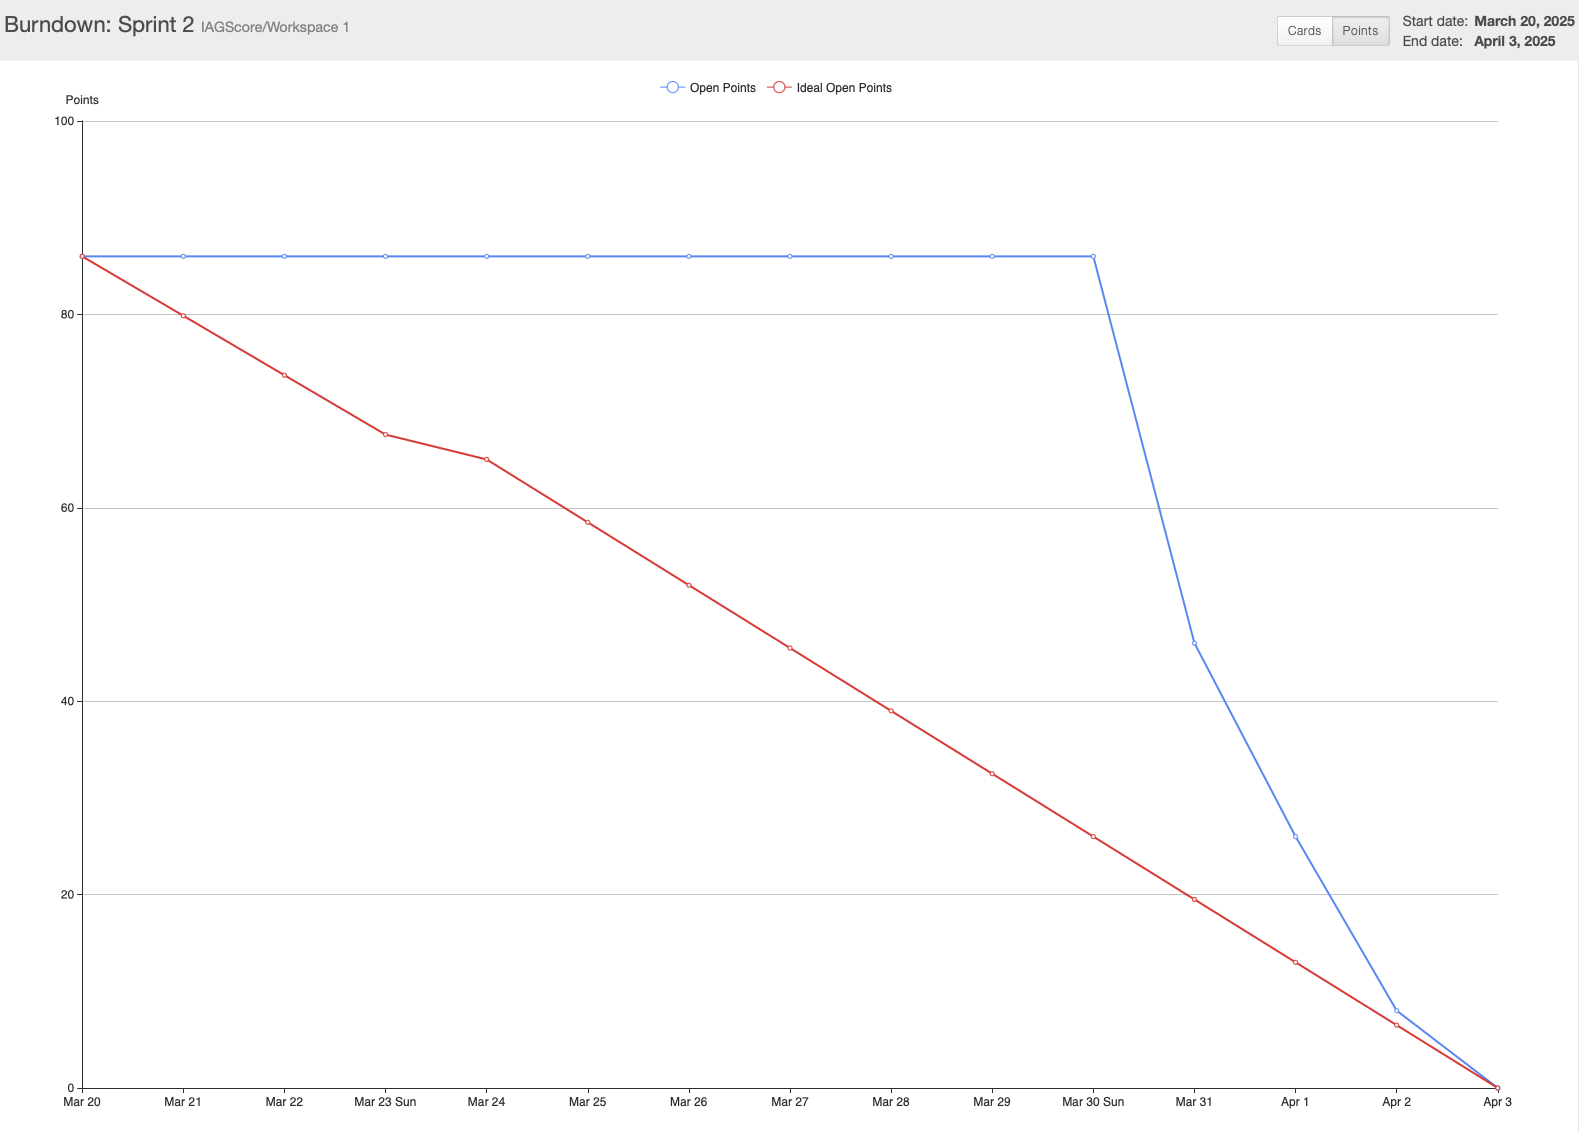 Burndown: Sprint 2 IAGScore/Workspace 1
Cards Points
Start date: March 20, 2025
End date: April 3, 2025
Open Points Ideal Open Points
Points
100
80
60
40
20
0
Mar 20 Mar 21 Mar 22 Mar 23 Sun Mar 24 Mar 25 Mar 26 Mar 27 Mar 28 Mar 29 Mar 30 Sun Mar 31 Apr 1 Apr 2 Apr 3